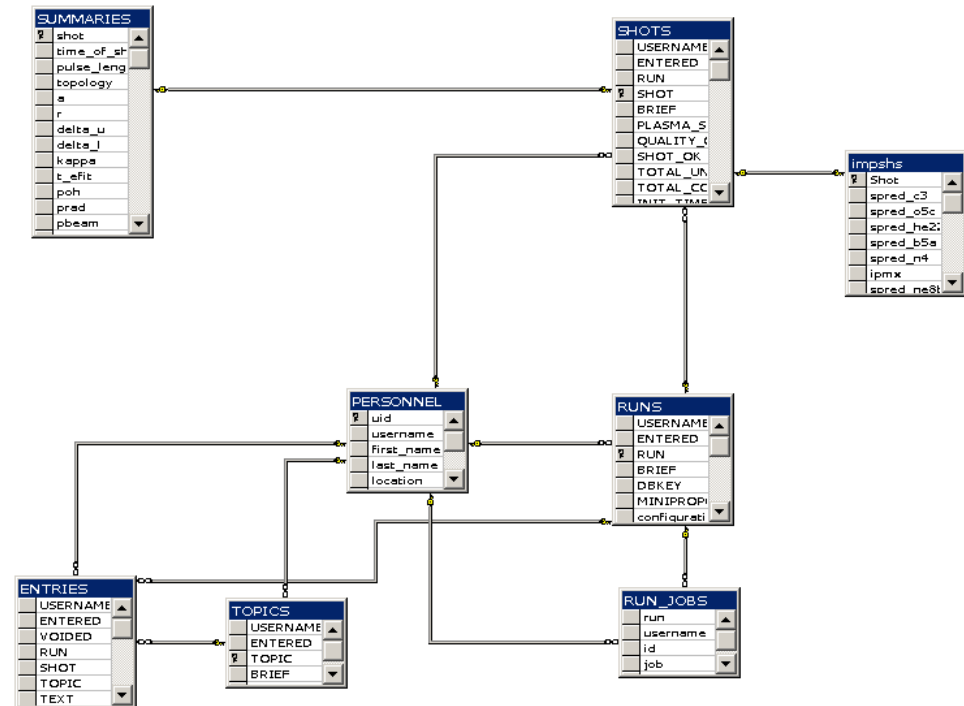 SUMMARIES
shot
time_of_sh
pulse_leng
topology
a
r
delta_u
delta_l
kappa
t_efit
poh
prad
pbeam
SHOTS
USERNAME
ENTERED
RUN
SHOT
BRIEF
PLASMA_S
QUALITY_
SHOT_OK
TOTAL_UN
TOTAL_CC
INIT_TIME
impshs
Shot
spred_c3
spred_o5c
spred_he22
spred_b5a
spred_n4
ipmx
spred_ne8
PERSONNEL
uid
username
first_name
last_name
location
RUNS
USERNAME
ENTERED
RUN
BRIEF
DBKEY
MINIPROP
configurati
ENTRIES
USERNAME
ENTERED
VOIDED
RUN
SHOT
TOPIC
TEXT
TOPICS
USERNAME
ENTERED
TOPIC
BRIEF
RUN_JOBS
run
username
id
job